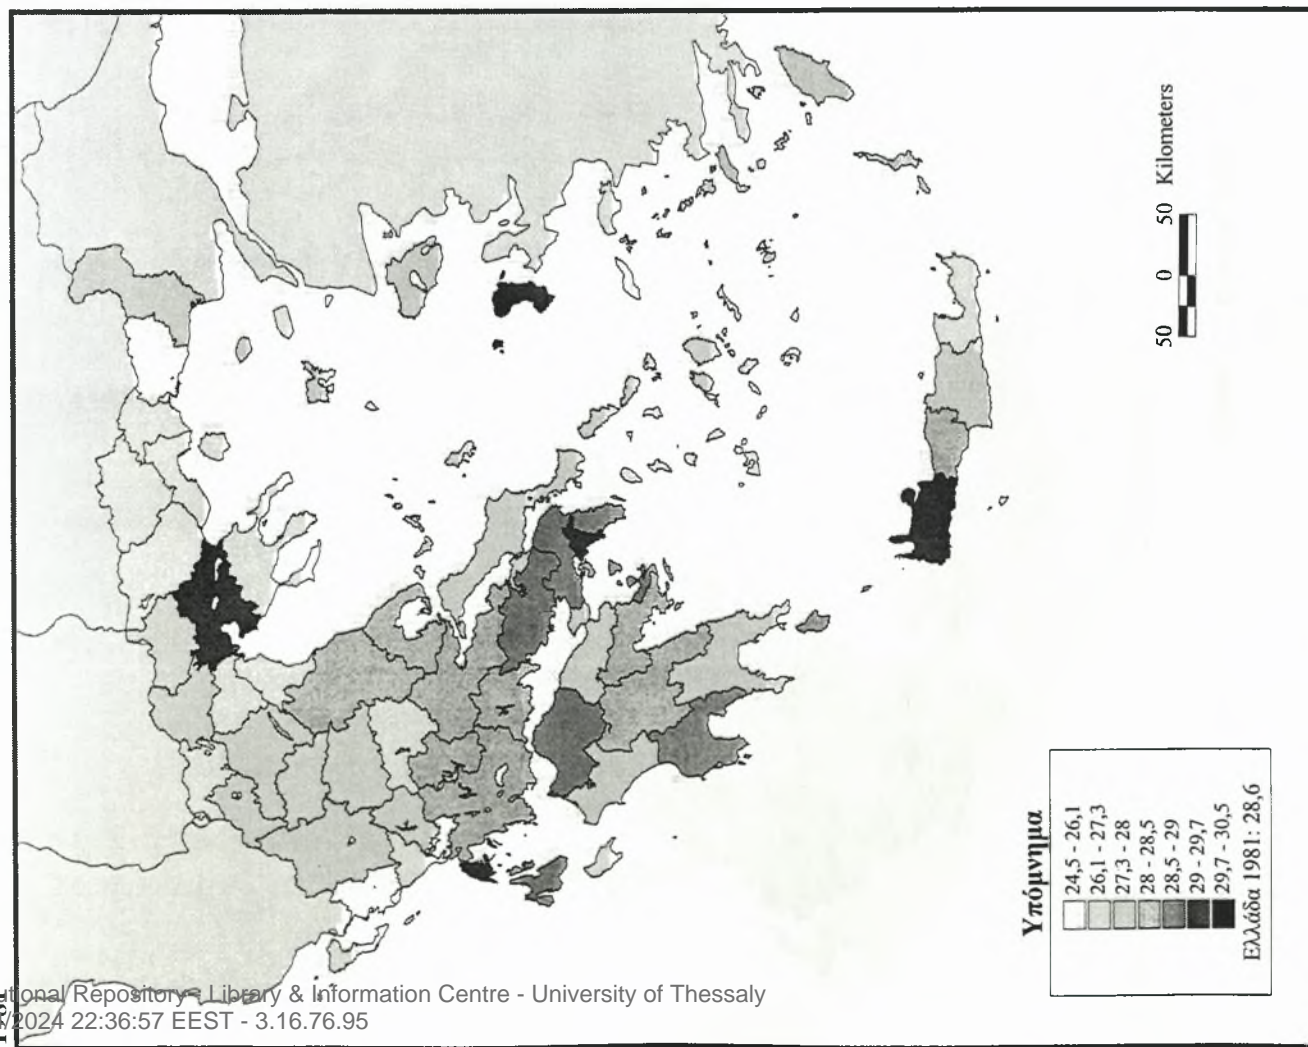 50 0 50 Kilometers
Υπόμνημα
24,5 - 26,1
26,1 - 27,3
27,3 - 28
28 - 28,5
28,5 - 29
29 - 29,7
29,7 - 30,5
Ελλάδα 1981: 28,6
Repository - Library & Information Centre - University of Thessaly
22:36:57 EEST - 3.16.76.95